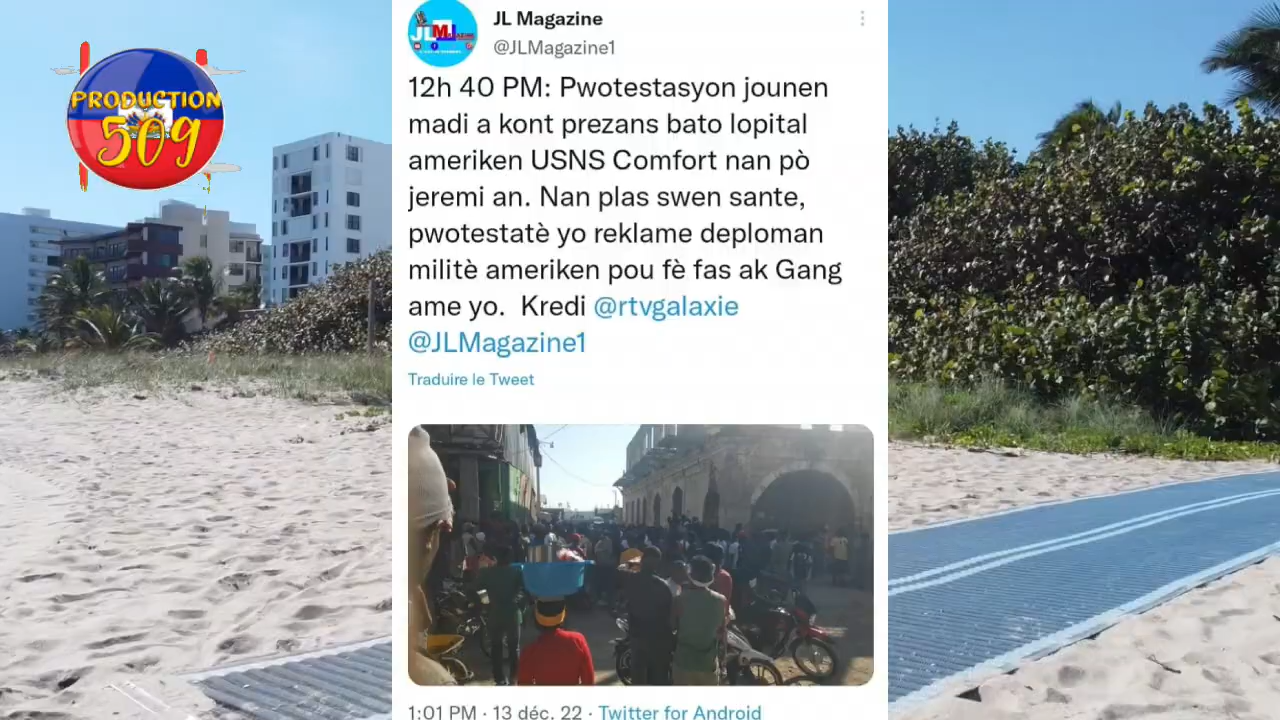 PRODUCTION
509
JLM
JL Magazine
@JLMagazine1
12h 40 PM: Pwotestasyon jounen
madi a kont prezans bato lopital
ameriken USNS Comfort nan pò
jeremi an. Nan plas swen sante,
pwotestatè yo reklame deploman
militè ameriken pou fè fas ak Gang
ame yo. Kredi @rtvgalaxie
@JLMagazine1
Traduire le Tweet
1:01 PM · 13 déc. 22 · Twitter for Android